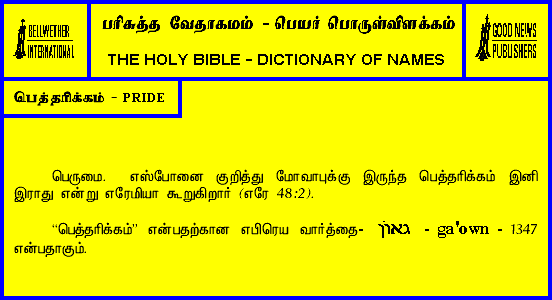 BELLWETHER
INTERNATIONAL
பரிசுத்த வேதாகமம் - பெயர் பொருள்விளக்கம்
THE HOLY BIBLE - DICTIONARY OF NAMES
GOOD NEWS
PUBLISHERS
பெத்தரிக்கம் - PRIDE
பெருமை. எஸ்போனை குறித்து மோவாபுக்கு இருந்த பெத்தரிக்கம் இனி
இராது என்று எரேமியா கூறுகிறார் (எரே 48:2).
“பெத்தரிக்கம்” என்பதற்கான எபிரெய வார்த்தை- גאון - ga'own - 1347
என்பதாகும்.